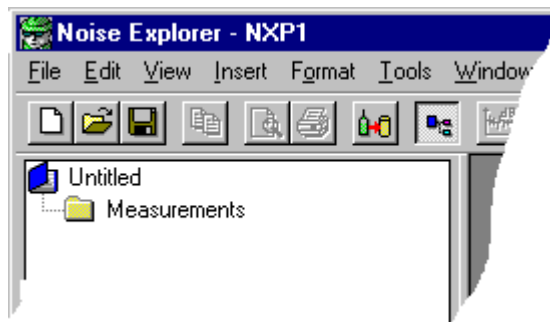 Noise Explorer - NXP1
File Edit View Insert Format Tools Window
Untitled
Measurements